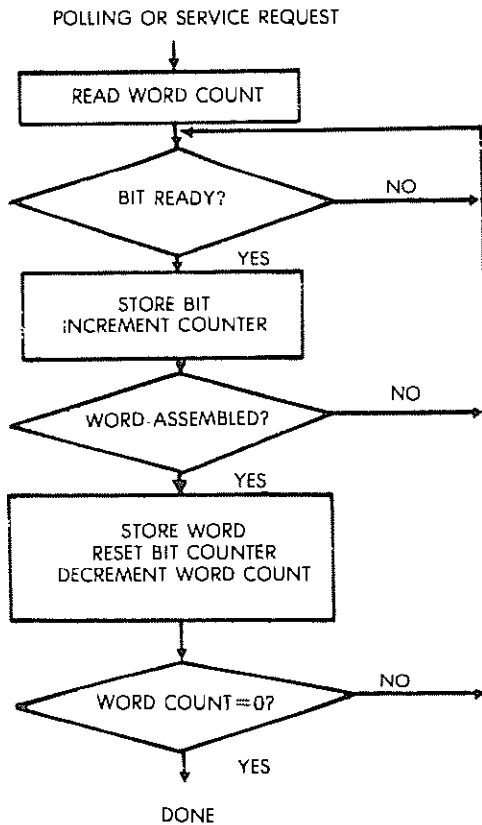 POLLING OR SERVICE REQUEST
READ WORD COUNT
BIT READY?
NO
YES
STORE BIT
INCREMENT COUNTER
WORD-ASSEMBLED?
NO
YES
STORE WORD
RESET BIT COUNTER
DECREMENT WORD COUNT
WORD COUNT=0?
NO
YES
DONE